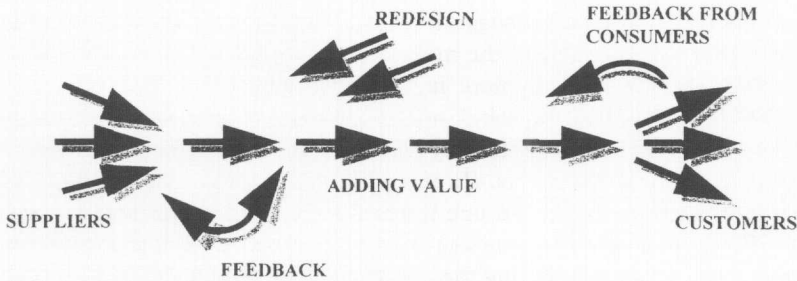 REDESIGN
FEEDBACK FROM
CONSUMERS
ADDING VALUE
SUPPLIERS
CUSTOMERS
FEEDBACK